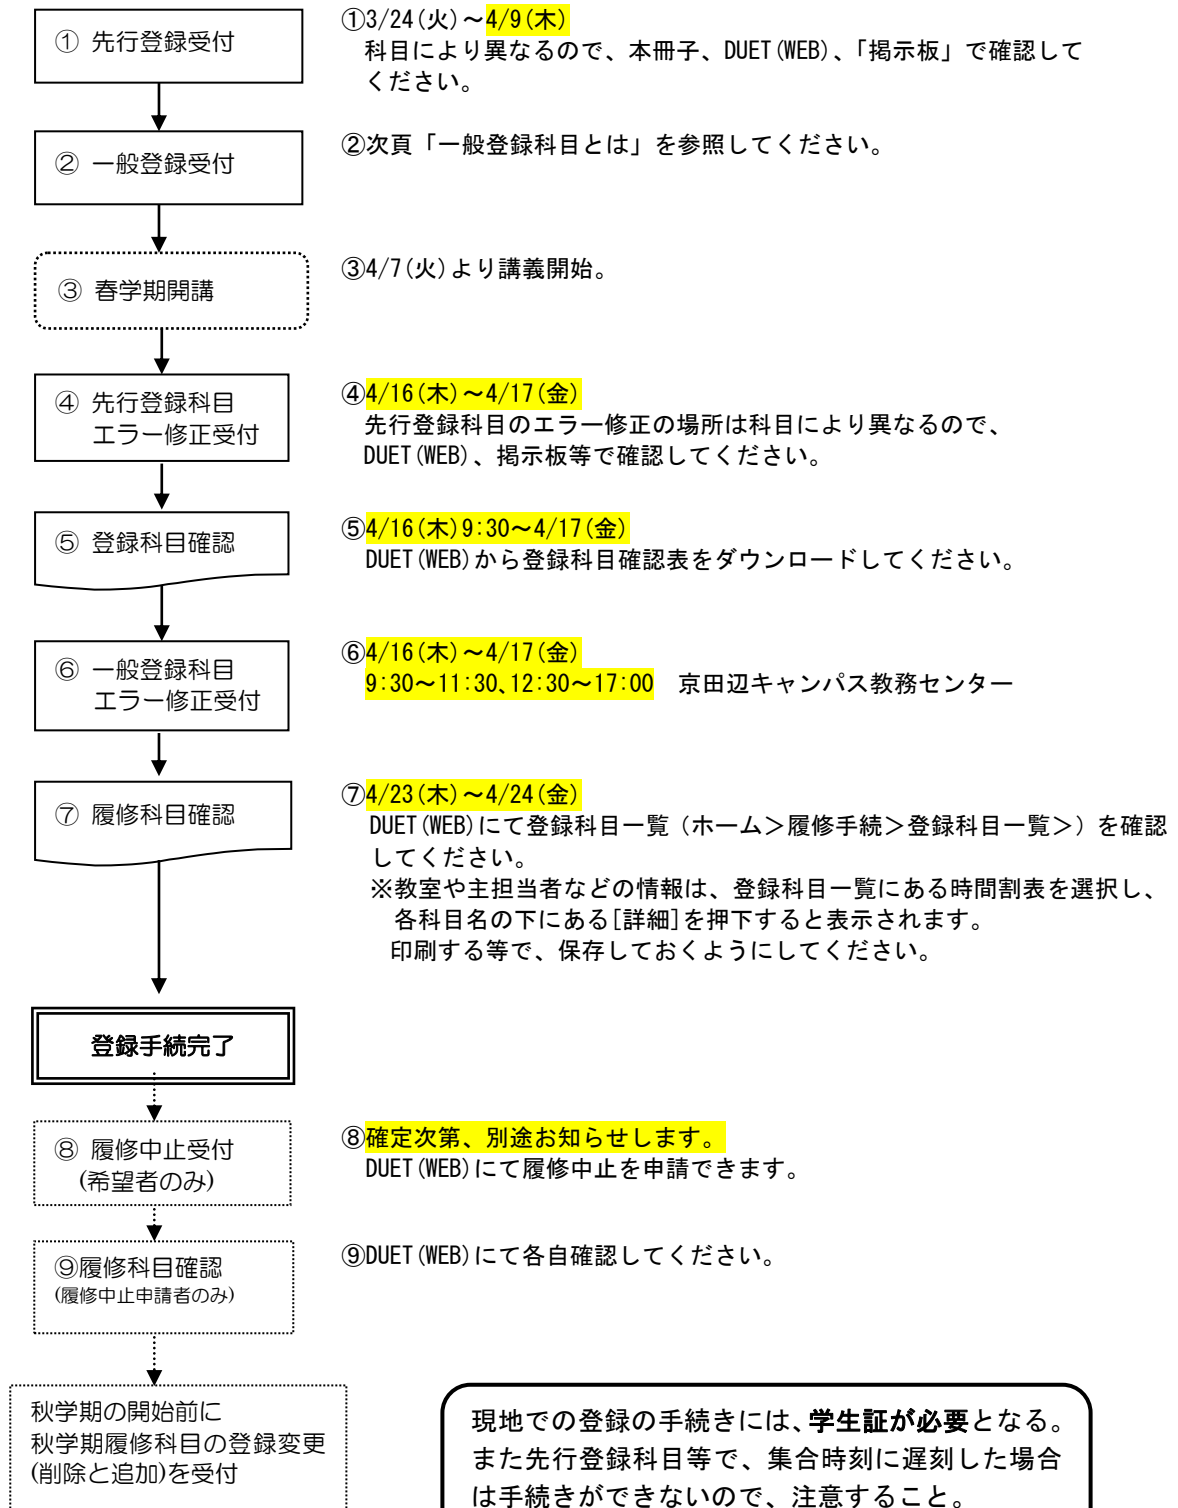 ① 先行登録受付
①3/24(火)～4/9(木)
科目により異なるので、本冊子、DUET(WEB)、「掲示板」で確認して
ください。
② 一般登録受付
②次頁「一般登録科目とは」を参照してください。
③ 春学期開講
③4/7(火)より講義開始。
④ 先行登録科目
エラー修正受付
④4/16(木)～4/17(金)
先行登録科目のエラー修正の場所は科目により異なるので、
DUET(WEB)、掲示板等で確認してください。
⑤ 登録科目確認
⑤4/16(木)9:30～4/17(金)
DUET(WEB)から登録科目確認表をダウンロードしてください。
⑥ 一般登録科目
エラー修正受付
⑥4/16(木)～4/17(金)
9:30～11:30、12:30～17:00　京田辺キャンパス教務センター
⑦ 履修科目確認
⑦4/23(木)～4/24(金)
DUET(WEB)にて登録科目一覧（ホーム＞履修手続＞登録科目一覧＞）を確認
してください。
※教室や主担当者などの情報は、登録科目一覧にある時間割表を選択し、
各科目名の下にある[詳細]を押下すると表示されます。
印刷する等で、保存しておくようにしてください。
登録手続完了
⑧ 履修中止受付
(希望者のみ)
⑧確定次第、別途お知らせします。
DUET(WEB)にて履修中止を申請できます。
⑨履修科目確認
(履修中止申請者のみ)
⑨DUET(WEB)にて各自確認してください。
秋学期の開始前に
秋学期履修科目の登録変更
(削除と追加)を受付
現地での登録の手続きには、学生証が必要となる。
また先行登録科目等で、集合時刻に遅刻した場合
は手続きができないので、注意すること。